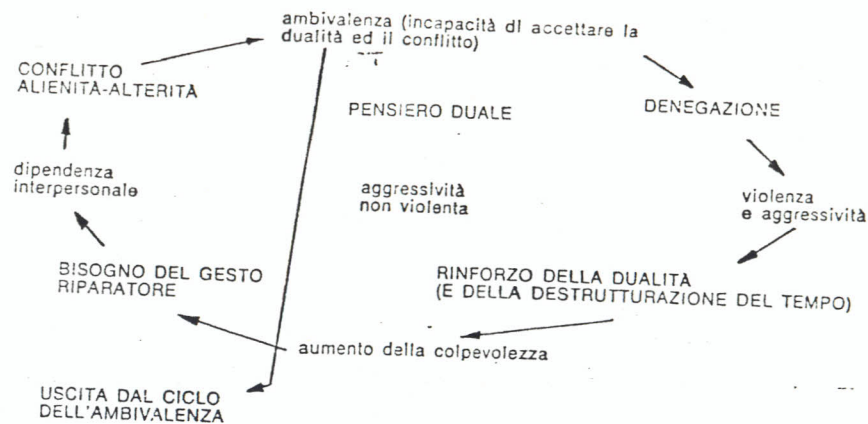 ambivalenza (incapacità di accettare la
dualità ed il conflitto)
CONFLITTO
ALIENITÀ-ALTERITÀ
PENSIERO DUALE
DENEGAZIONE
dipendenza
interpersonale
aggressività
non violenta
violenza
e aggressività
BISOGNO DEL GESTO
RIPARATORE
RINFORZO DELLA DUALITÀ
(E DELLA DESTRUTTURAZIONE DEL TEMPO)
aumento della colpevolezza
USCITA DAL CICLO
DELL'AMBIVALENZA